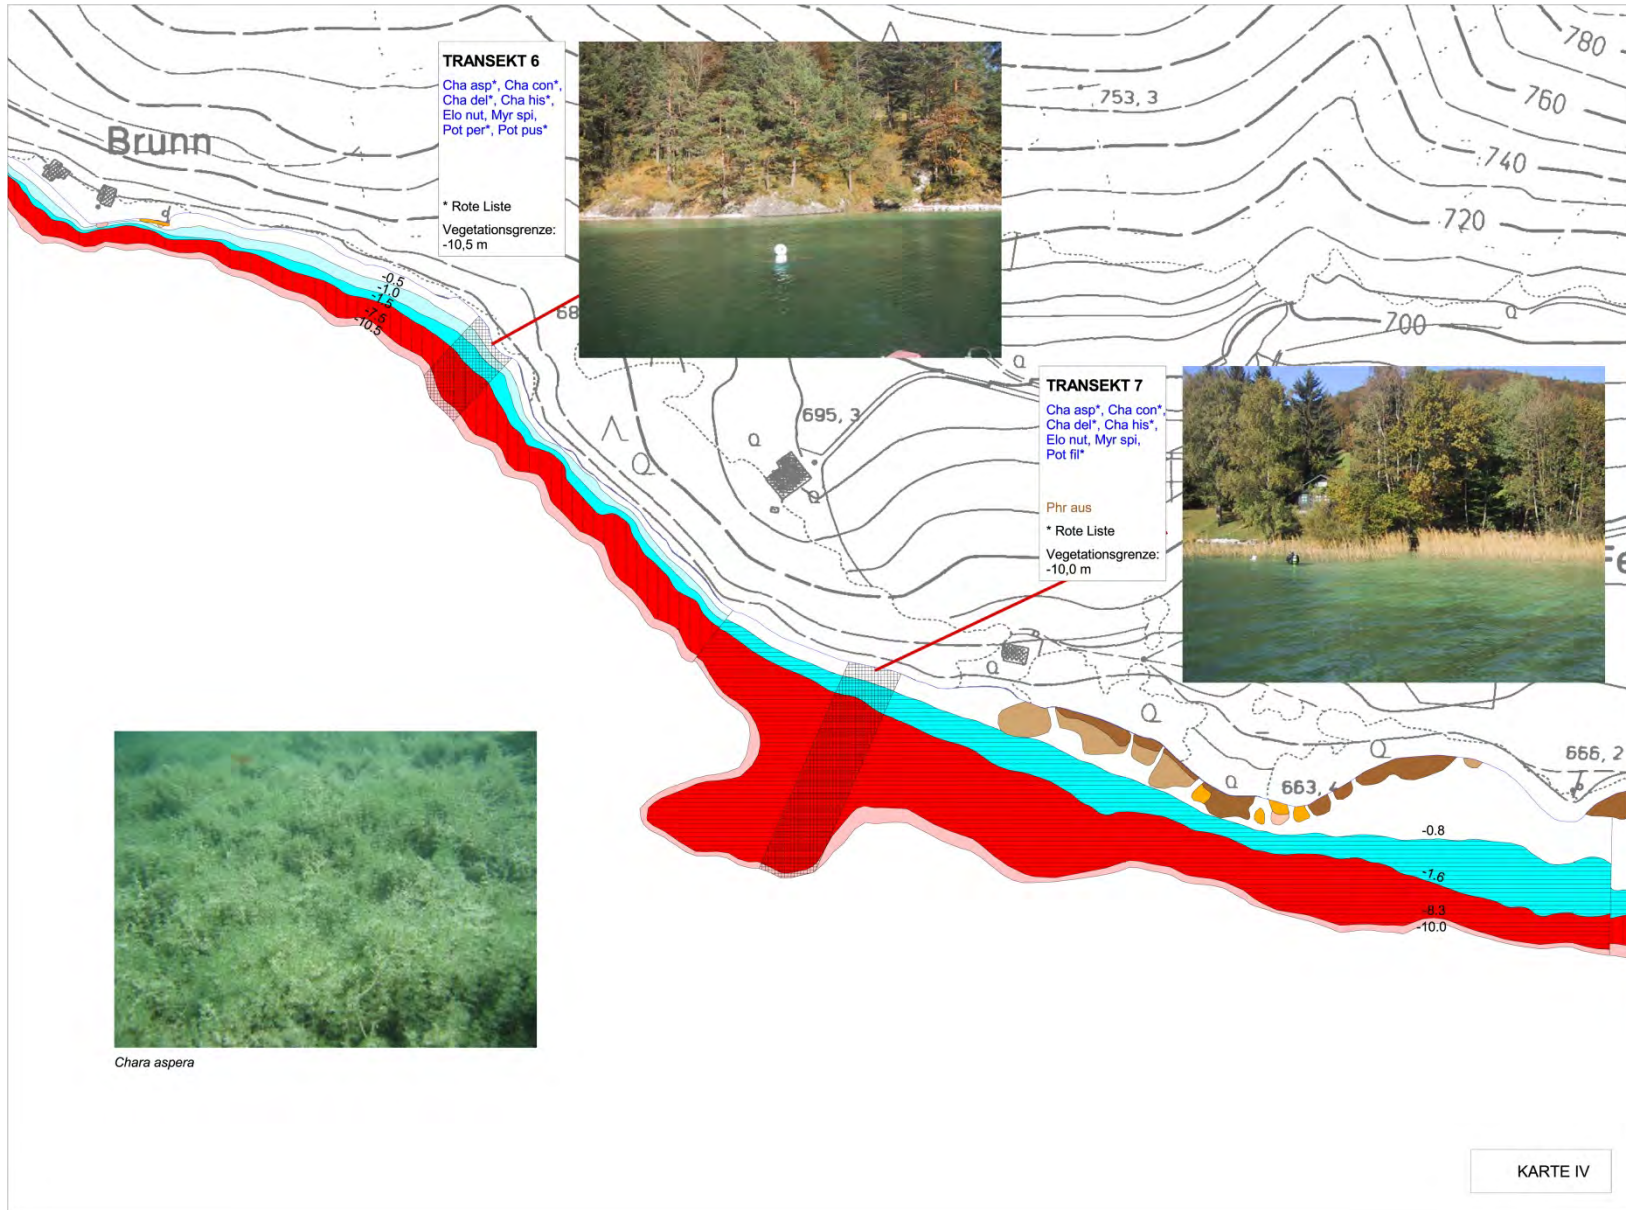 TRANSEKT 6
Cha asp*, Cha con*,
Cha del*, Cha his*,
Elo nut, Myr spi,
Pot per*, Pot pus*
* Rote Liste
Vegetationsgrenze:
-10,5 m
780
760
753, 3
740
720
700
Brunn
-0.5
-1.0
-1.5
-7.5
-10.5
68
695, 3
TRANSEKT 7
Cha asp*, Cha con*,
Cha del*, Cha his*,
Elo nut, Myr spi,
Pot fil*
Phr aus
* Rote Liste
Vegetationsgrenze:
-10,0 m
Fe
666, 2
663,
-0.8
-1.6
-8.3
-10.0
Chara aspera
KARTE IV